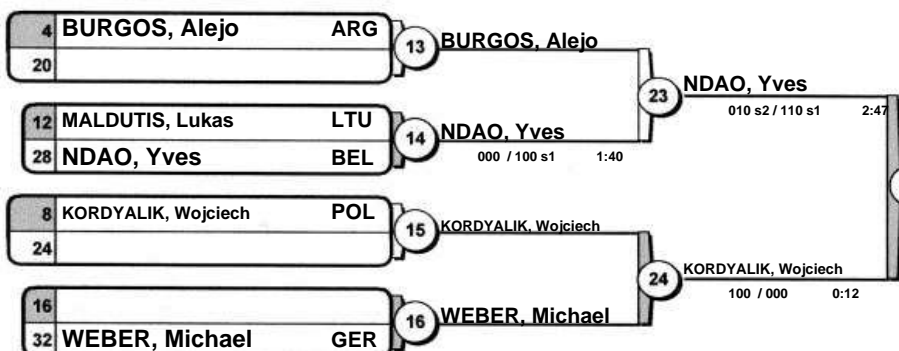 4 BURGOS, Alejo ARG
20
13 BURGOS, Alejo
12 MALDUTIS, Lukas LTU
28 NDAO, Yves BEL
14 NDAO, Yves
000 / 100 s1 1:40
23 NDAO, Yves
010 s2 / 110 s1 2:47
8 KORDYALIK, Wojciech POL
24
15 KORDYALIK, Wojciech
16
32 WEBER, Michael GER
16 WEBER, Michael
24 KORDYALIK, Wojciech
100 / 000 0:12